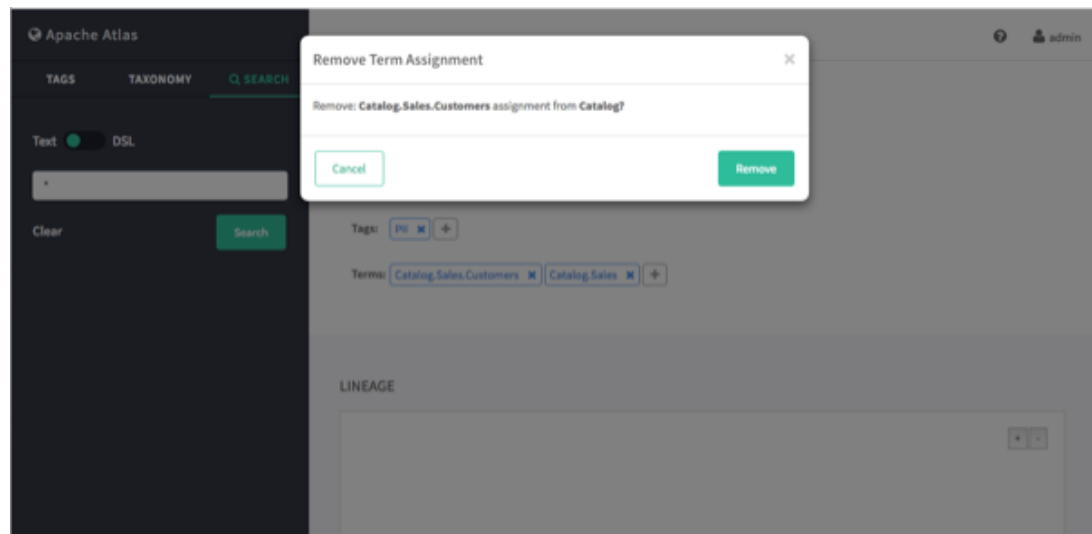 Apache Atlas
admin
TAGS TAXONOMY SEARCH
Remove Term Assignment
Remove: Catalog.Sales.Customers assignment from Catalog?
Cancel Remove
Text DSL
*
Clear Search
Tags: PII × +
Terms: Catalog.Sales.Customers × Catalog.Sales × +
LINEAGE
+ -